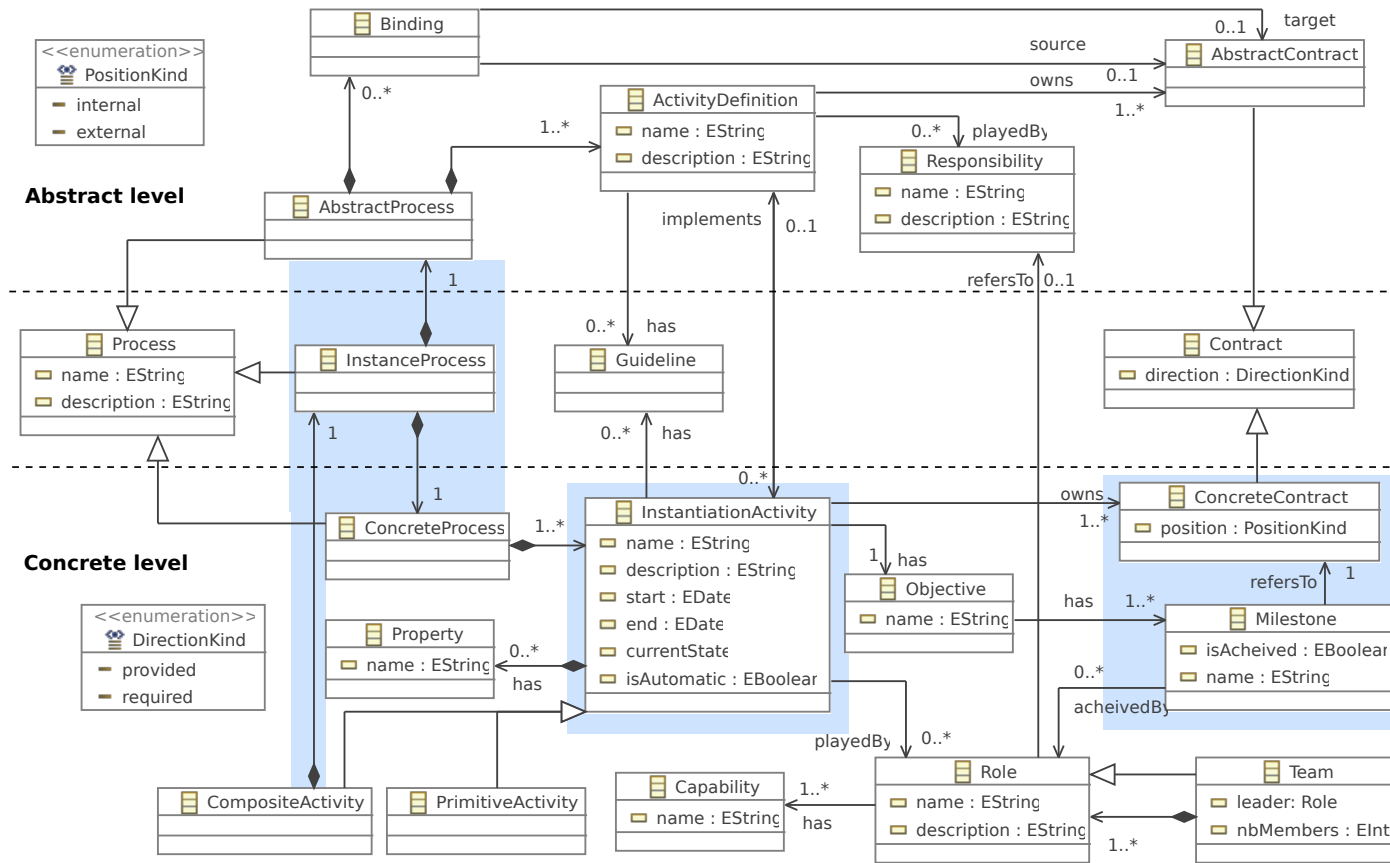 Binding
0..1
target
source
AbstractContract
<<enumeration>>
PositionKind
internal
external
0..*
ActivityDefinition
name : EString
description : EString
owns
0..1
1..*
1..*
0..*
playedBy
Responsibility
name : EString
description : EString
Abstract level
AbstractProcess
implements
0..1
1
refersTo
0..1
Process
name : EString
description : EString
InstanceProcess
0..*
has
Guideline
Contract
direction : DirectionKind
1
0..*
has
0..*
1
ConcreteProcess
1..*
InstantiationActivity
name : EString
description : EString
start : EDate
end : EDate
currentState
isAutomatic : EBoolean
owns
1..*
ConcreteContract
position : PositionKind
Concrete level
1
has
Objective
name : EString
refersTo
1
has
1..*
Milestone
isAcheived : EBoolean
name : EString
<<enumeration>>
DirectionKind
provided
required
Property
name : EString
0..*
has
0..*
acheivedBy
playedBy
0..*
CompositeActivity
PrimitiveActivity
Capability
name : EString
1..*
has
Role
name : EString
description : EString
Team
leader: Role
nbMembers : EInt
1..*